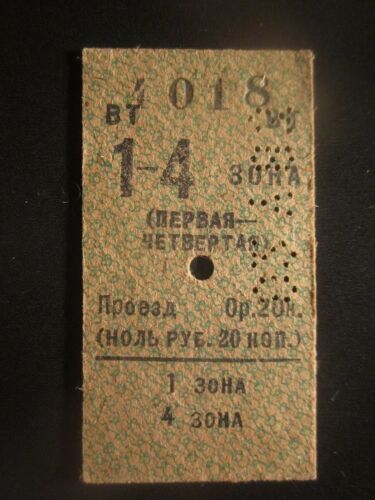 4018
ВТ
1-4 ЗОНА
(ПЕРВАЯ—
ЧЕТВЕРТАЯ)
Проезд 0р.20к.
(НОЛЬ РУБ. 20 КОП.)
1 ЗОНА
4 ЗОНА